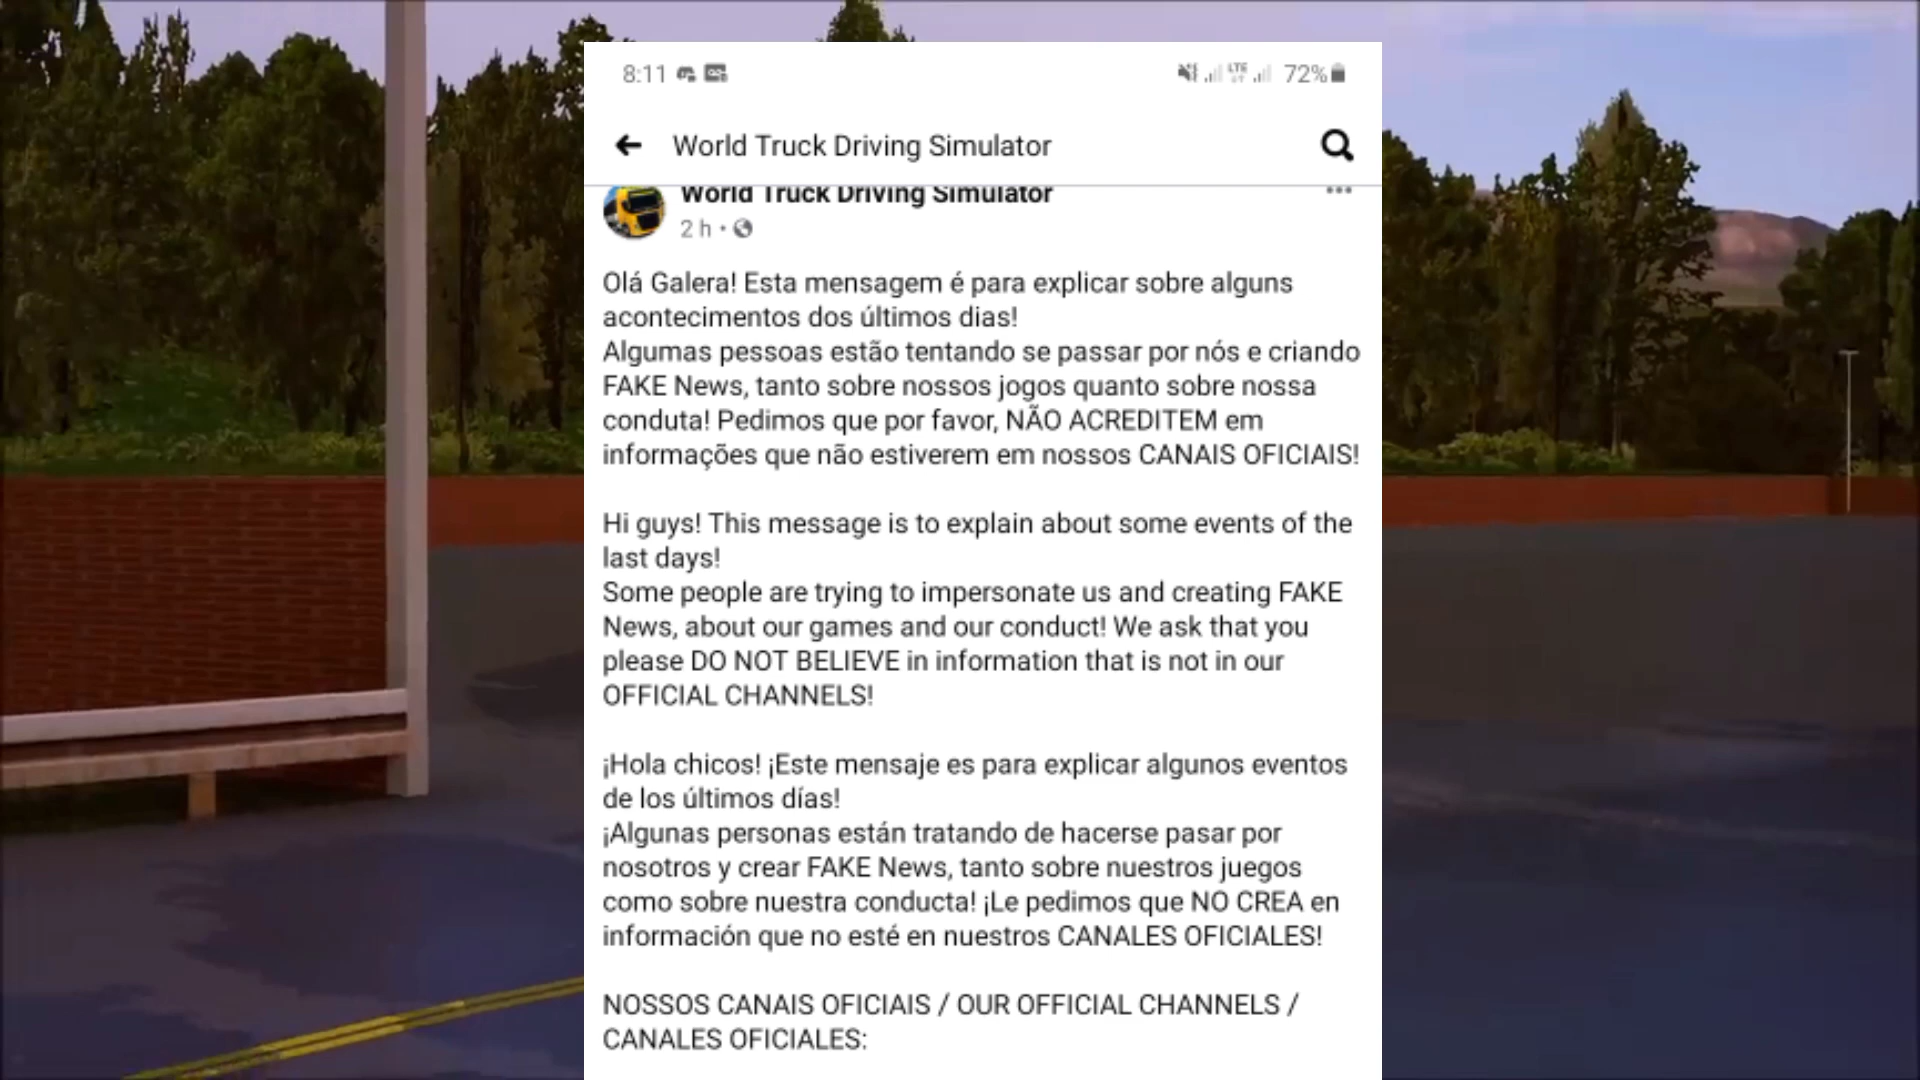 8:11
LTE
72%
World Truck Driving Simulator
World Truck Driving Simulator
2 h •
Olá Galera! Esta mensagem é para explicar sobre alguns
acontecimentos dos últimos dias!
Algumas pessoas estão tentando se passar por nós e criando
FAKE News, tanto sobre nossos jogos quanto sobre nossa
conduta! Pedimos que por favor, NÃO ACREDITEM em
informações que não estiverem em nossos CANAIS OFICIAIS!
Hi guys! This message is to explain about some events of the
last days!
Some people are trying to impersonate us and creating FAKE
News, about our games and our conduct! We ask that you
please DO NOT BELIEVE in information that is not in our
OFFICIAL CHANNELS!
¡Hola chicos! ¡Este mensaje es para explicar algunos eventos
de los últimos días!
¡Algunas personas están tratando de hacerse pasar por
nosotros y crear FAKE News, tanto sobre nuestros juegos
como sobre nuestra conducta! ¡Le pedimos que NO CREA en
información que no esté en nuestros CANALES OFICIALES!
NOSSOS CANAIS OFICIAIS / OUR OFFICIAL CHANNELS /
CANALES OFICIALES: